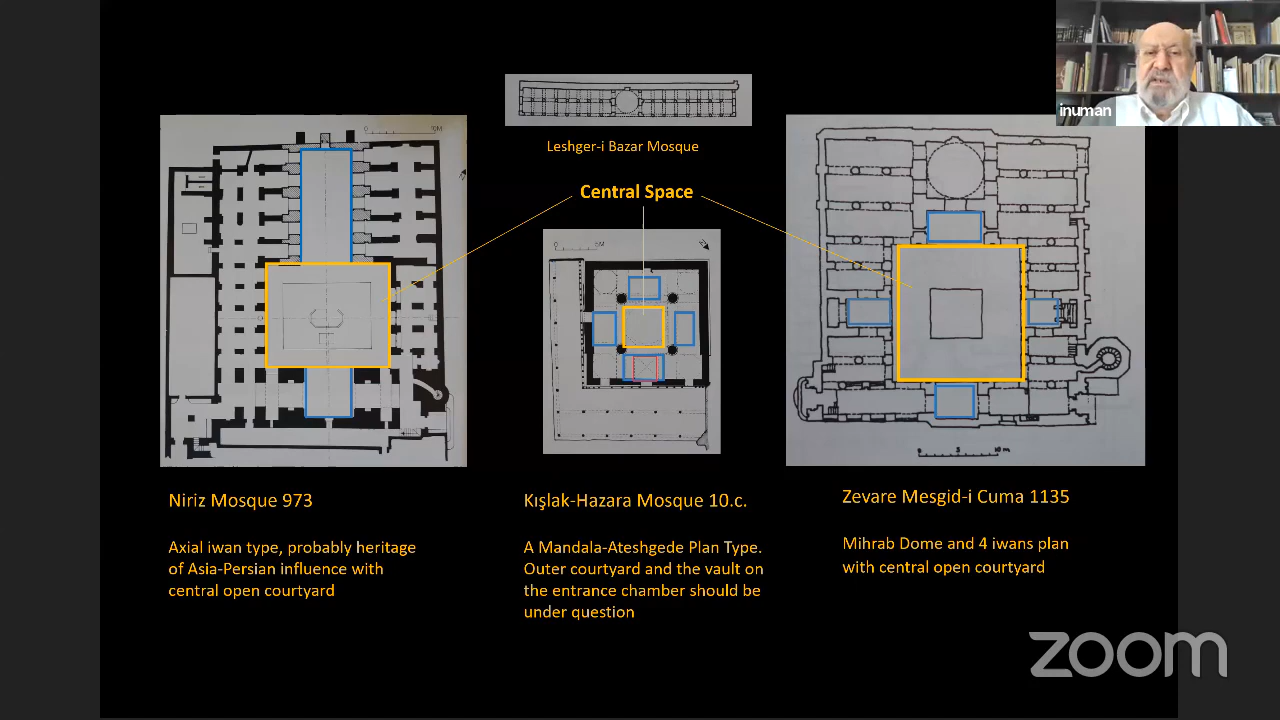 inuman
Leshger-i Bazar Mosque
Central Space
Niriz Mosque 973
Axial iwan type, probably heritage
of Asia-Persian influence with
central open courtyard
Kışlak-Hazara Mosque 10.c.
A Mandala-Ateshgede Plan Type.
Outer courtyard and the vault on
the entrance chamber should be
under question
Zevare Mesgid-i Cuma 1135
Mihrab Dome and 4 iwans plan
with central open courtyard
0 5 10 m
zoom